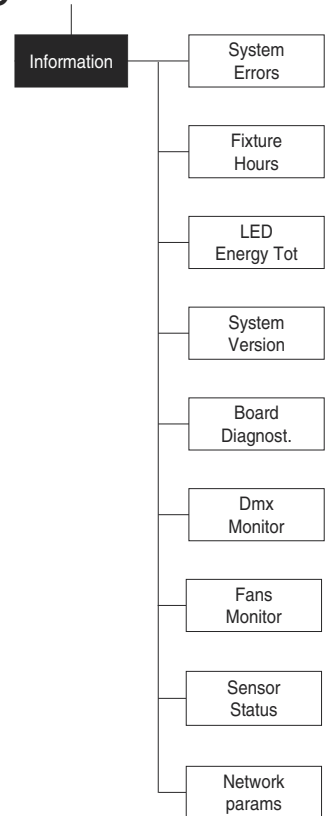 Information
System
Errors
Fixture
Hours
LED
Energy Tot
System
Version
Board
Diagnost.
Dmx
Monitor
Fans
Monitor
Sensor
Status
Network
params